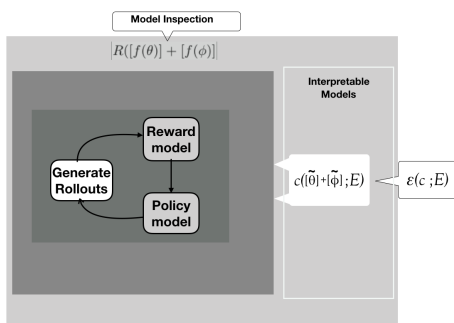 Model Inspection
|R([f(θ)] + [f(ϕ)]|
Interpretable
Models
Reward
model
Generate
Rollouts
Policy
model
c([θ̃]+[ϕ̃];E)
ε(c ;E)